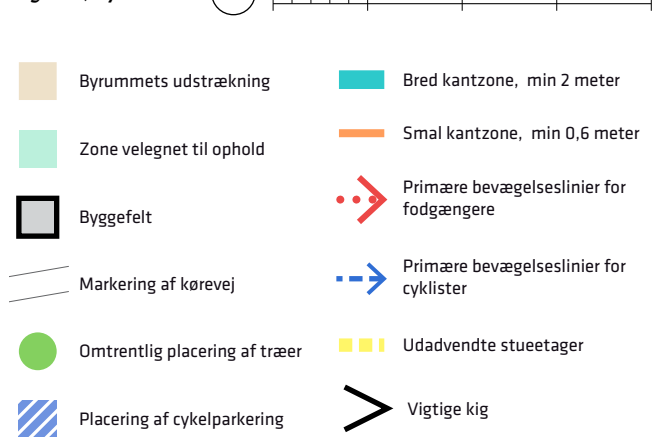 Byrummets udstrækning
Zone velegnet til ophold
Byggefelt
Markering af kørevej
Omtrentlig placering af træer
Placering af cykelparkering
Bred kantzone, min 2 meter
Smal kantzone, min 0,6 meter
Primære bevægelseslinier for
fodgængere
Primære bevægelseslinier for
cyklister
Udadvendte stueetager
Vigtige kig